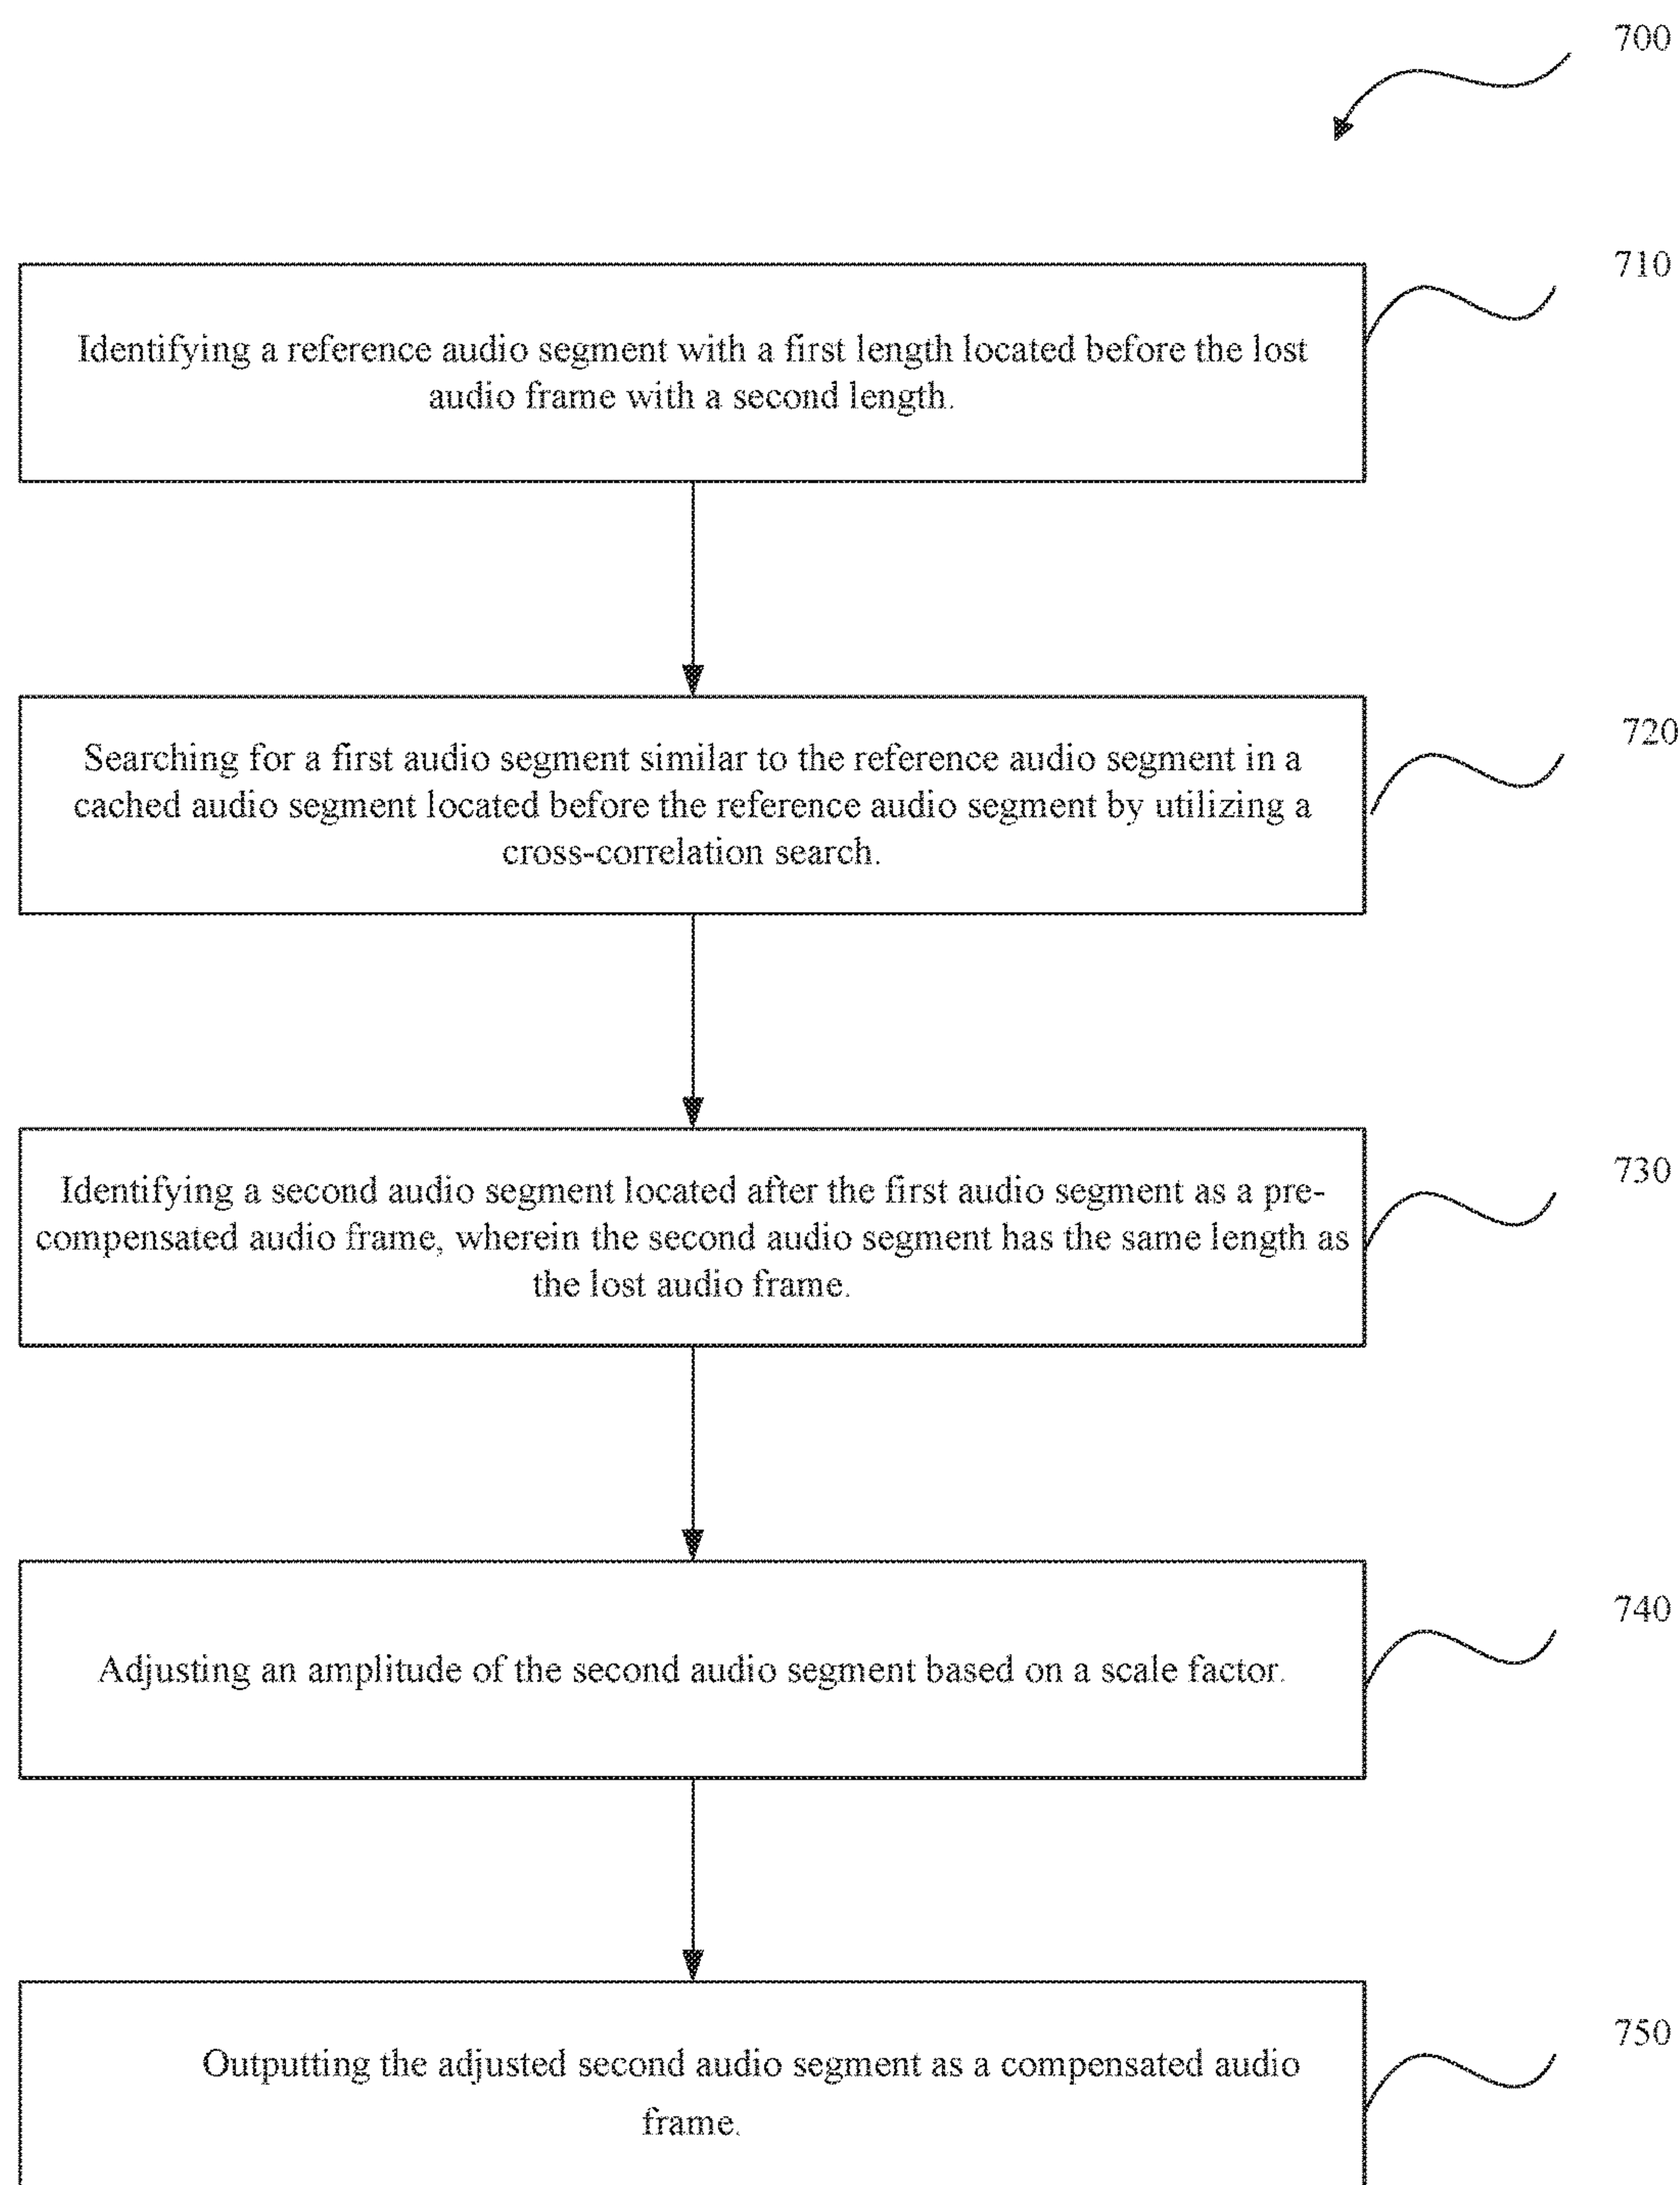 700
710
Identifying a reference audio segment with a first length located before the lost
audio frame with a second length.
720
Searching for a first audio segment similar to the reference audio segment in a
cached audio segment located before the reference audio segment by utilizing a
cross-correlation search.
730
Identifying a second audio segment located after the first audio segment as a pre-
compensated audio frame, wherein the second audio segment has the same length as
the lost audio frame.
740
Adjusting an amplitude of the second audio segment based on a scale factor.
750
Outputting the adjusted second audio segment as a compensated audio
frame.